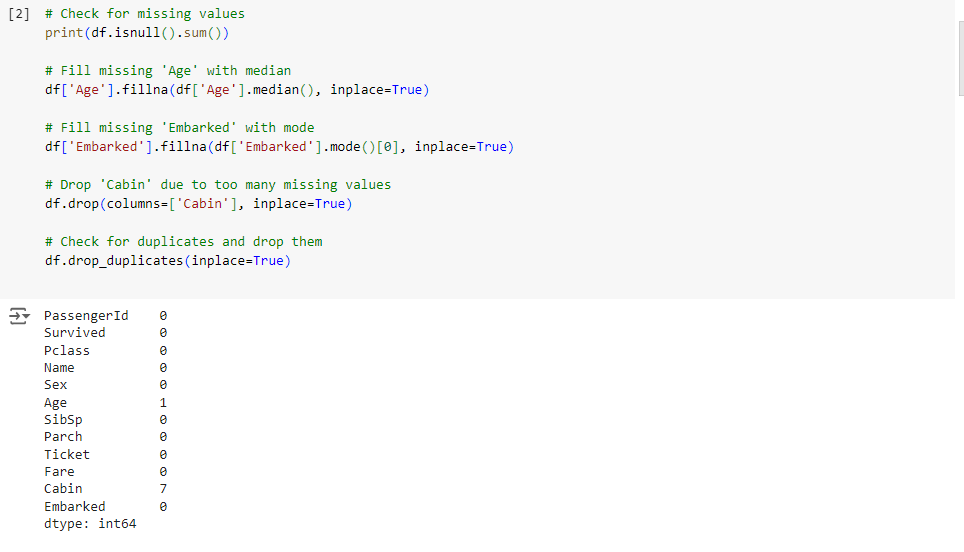 [2] # Check for missing values
print(df.isnull().sum())
# Fill missing 'Age' with median
df['Age'].fillna(df['Age'].median(), inplace=True)
# Fill missing 'Embarked' with mode
df['Embarked'].fillna(df['Embarked'].mode()[0], inplace=True)
# Drop 'Cabin' due to too many missing values
df.drop(columns=['Cabin'], inplace=True)
# Check for duplicates and drop them
df.drop_duplicates(inplace=True)
PassengerId 0
Survived 0
Pclass 0
Name 0
Sex 0
Age 1
SibSp 0
Parch 0
Ticket 0
Fare 0
Cabin 7
Embarked 0
dtype: int64